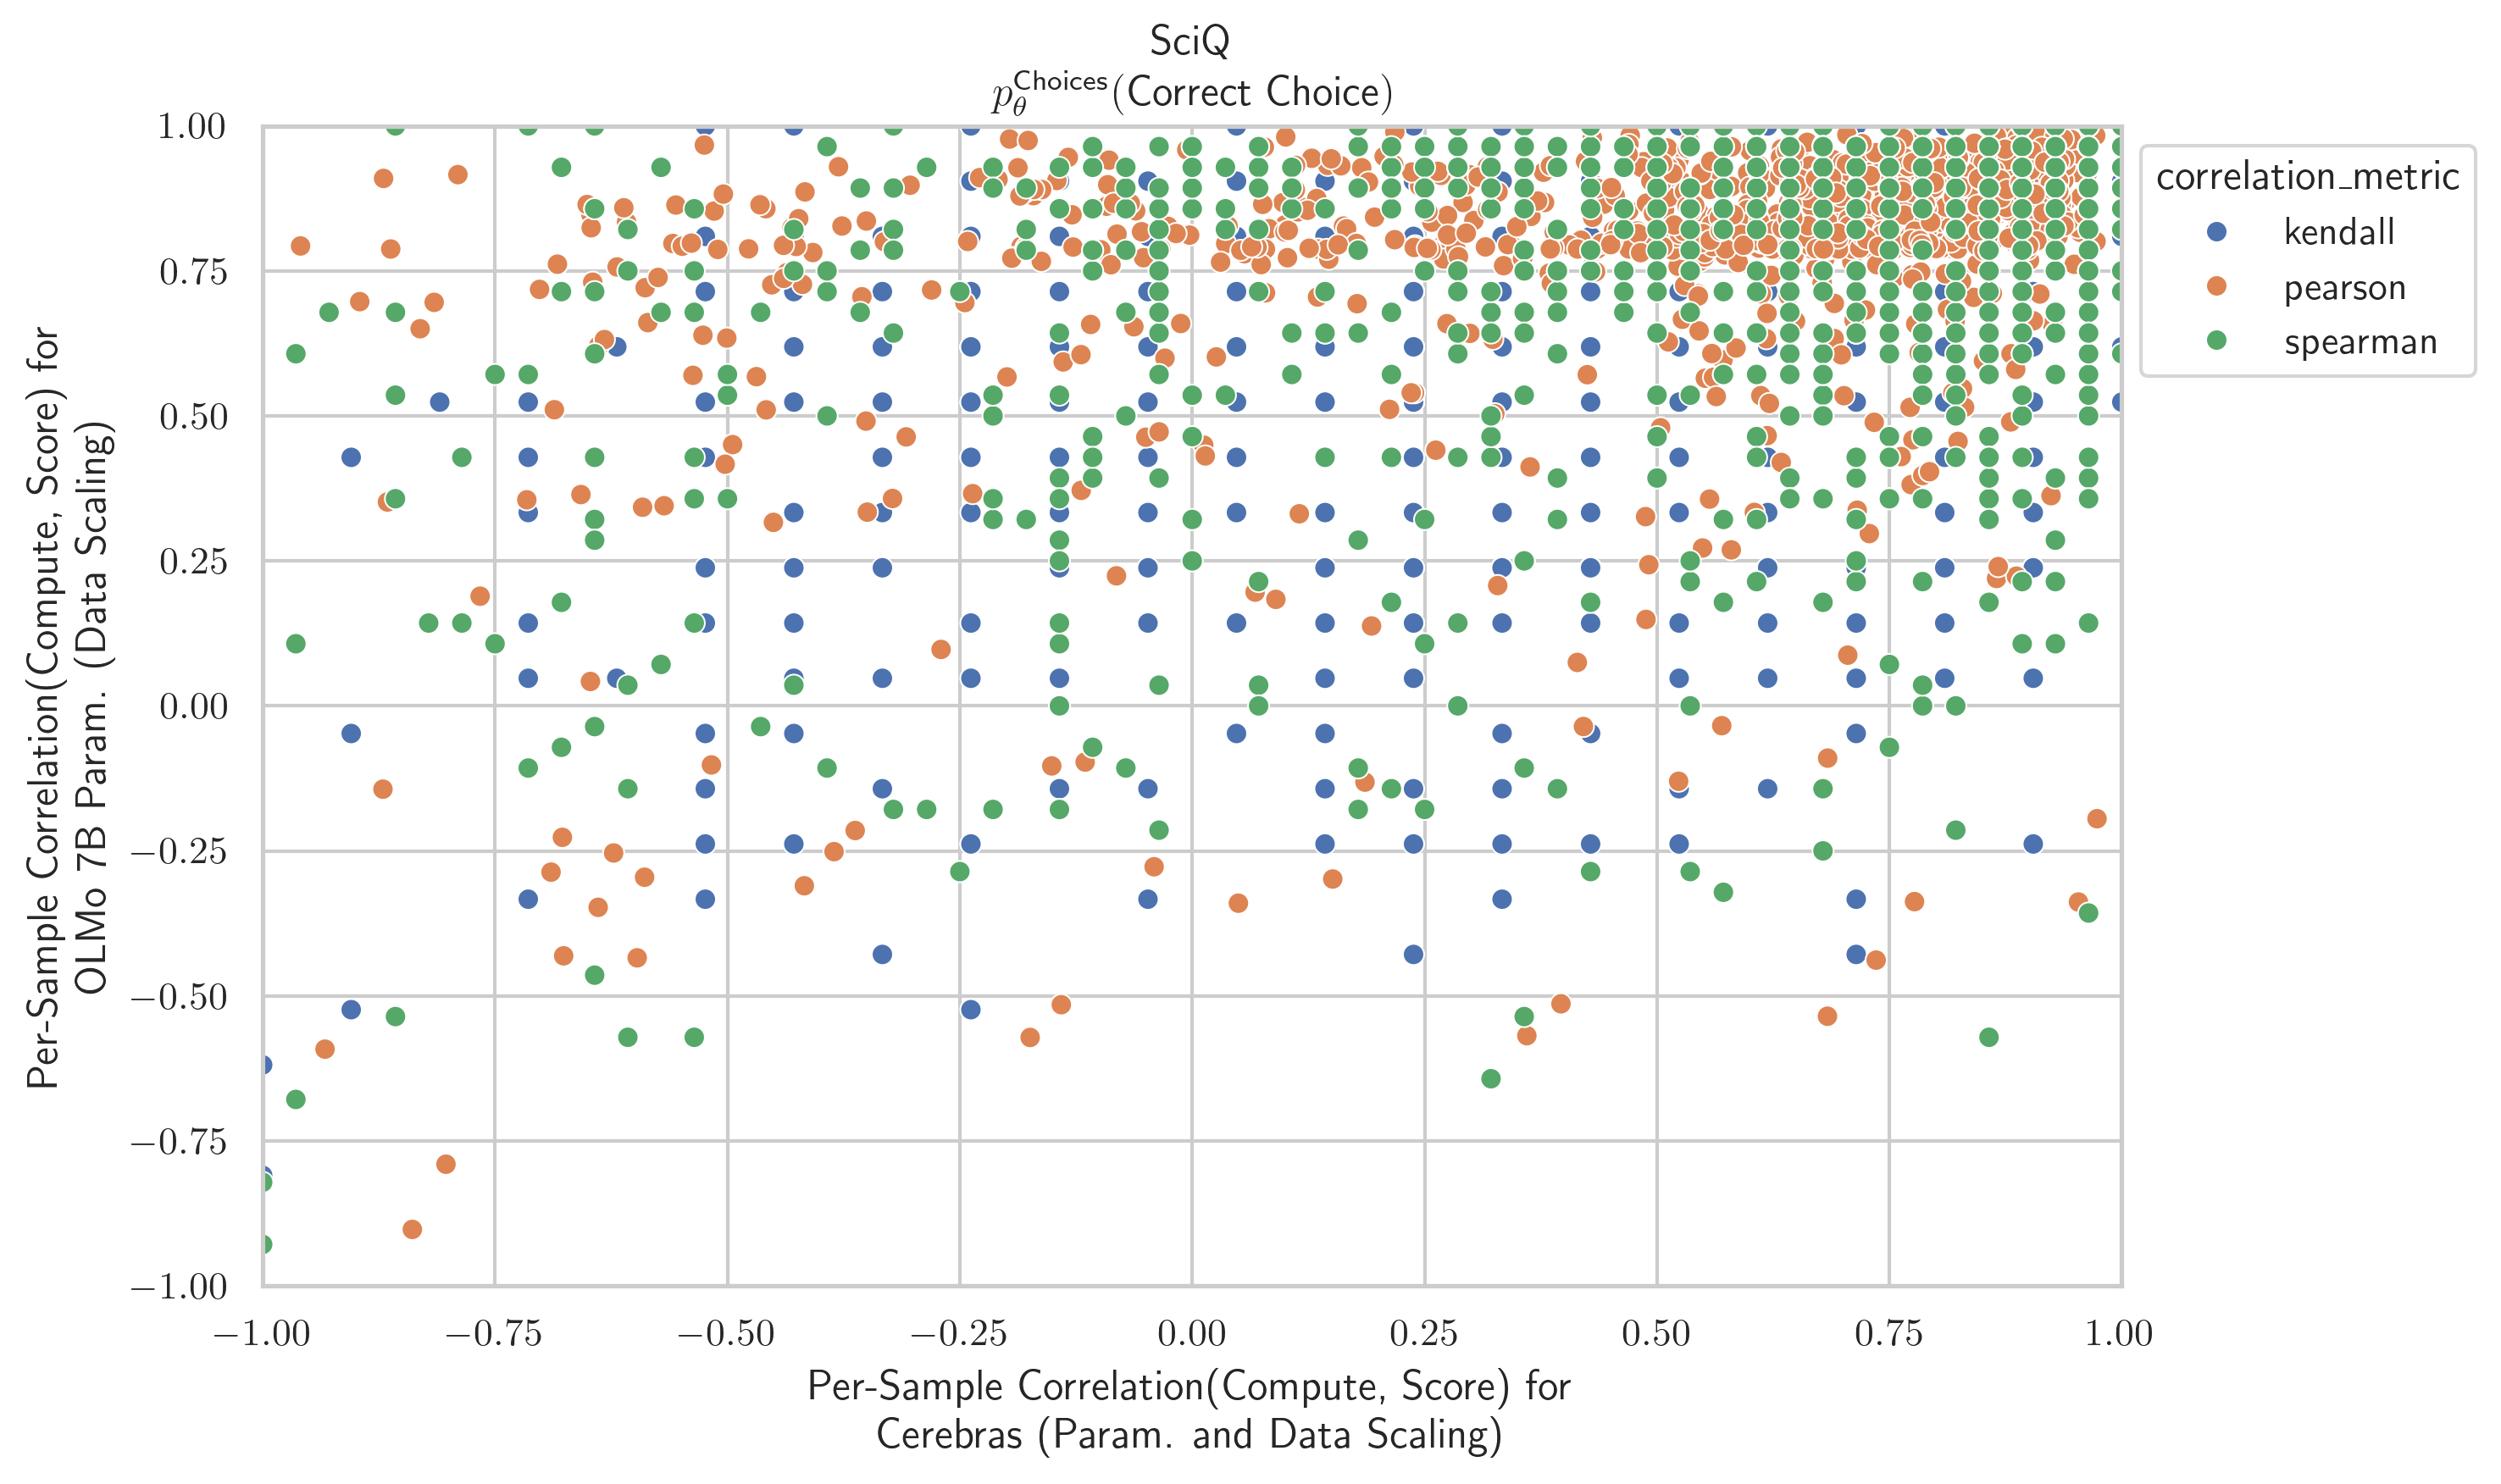 SciQ
p_θ^Choices(Correct Choice)
1.00
0.75
0.50
0.25
0.00
−0.25
−0.50
−0.75
−1.00
Per-Sample Correlation(Compute, Score) for
OLMo 7B Param. (Data Scaling)
correlation_metric
kendall
pearson
spearman
−1.00 −0.75 −0.50 −0.25 0.00 0.25 0.50 0.75 1.00
Per-Sample Correlation(Compute, Score) for
Cerebras (Param. and Data Scaling)